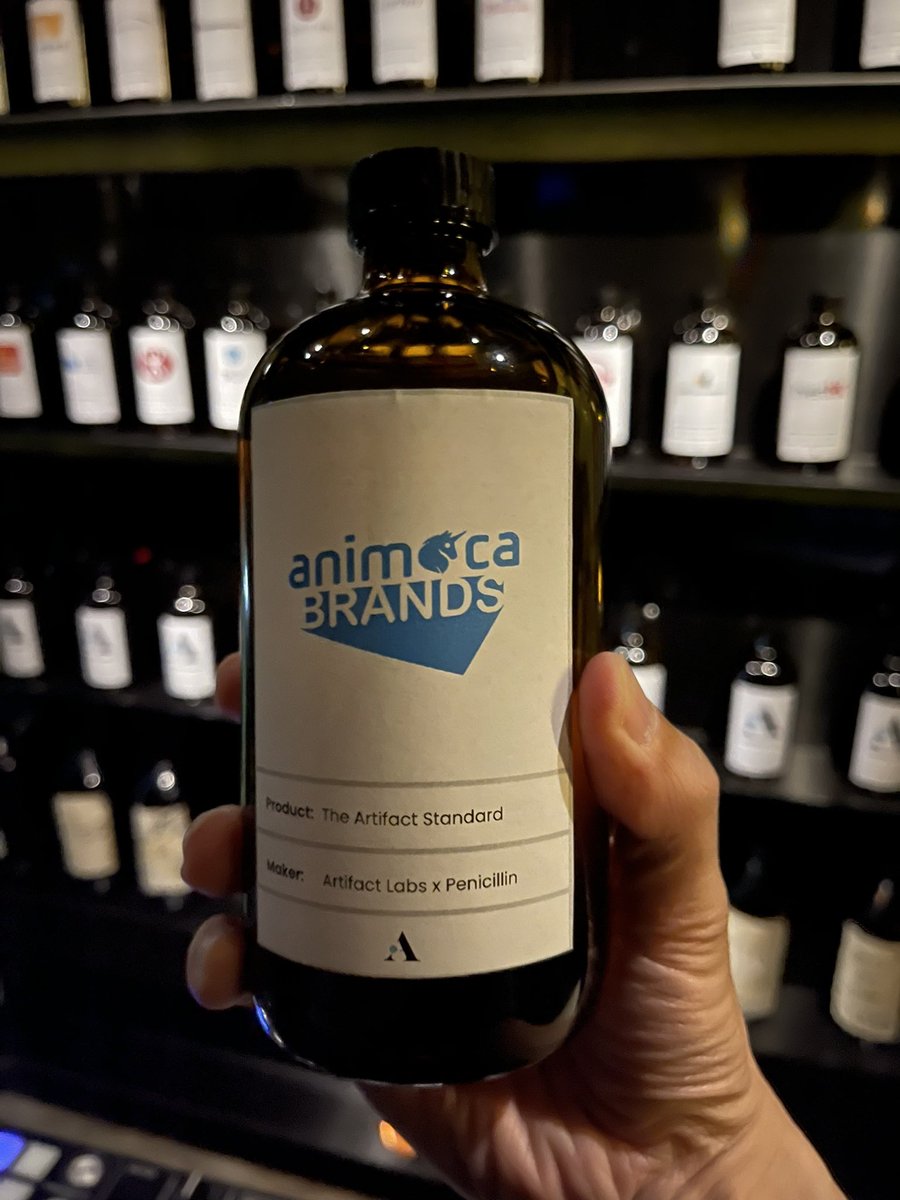 animoca
BRANDS
Product: The Artifact Standard
Maker: Artifact Labs x Penicillin
A